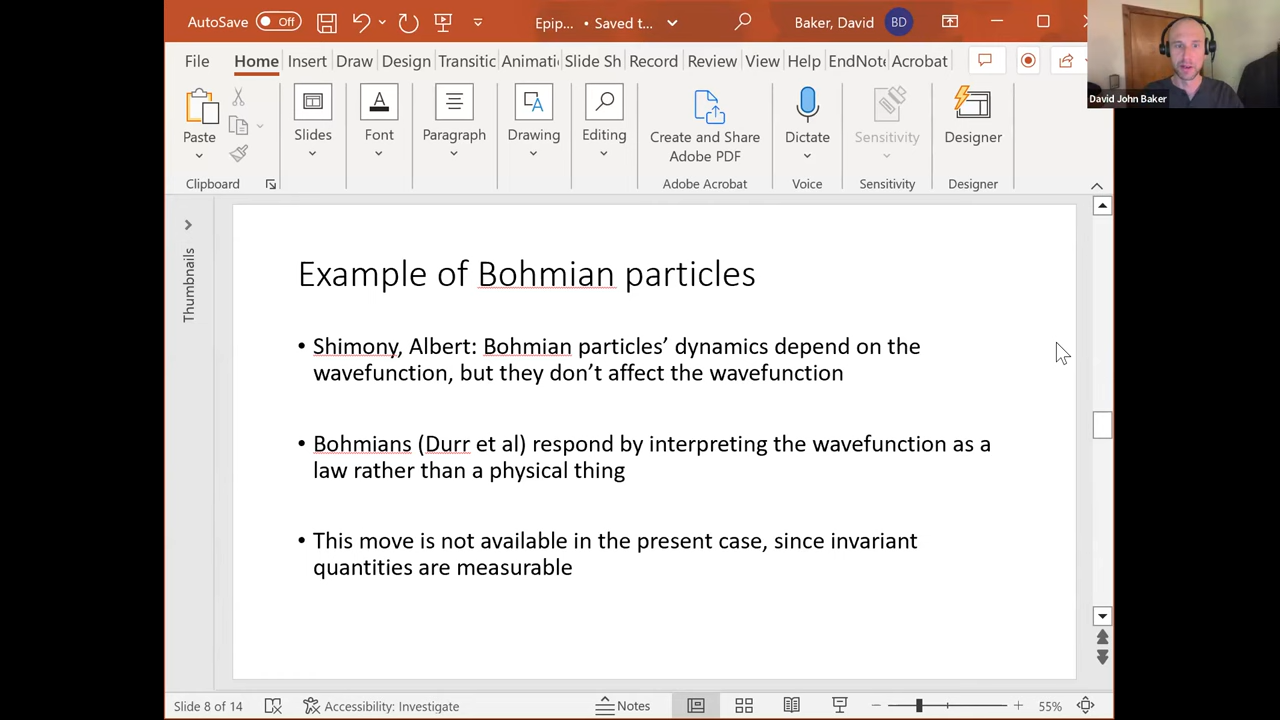 AutoSave Off Epip... • Saved t... Baker, David BD
File Home Insert Draw Design Transitic Animati Slide Sh Record Review View Help EndNote Acrobat
Paste Slides Font Paragraph Drawing Editing Create and Share Adobe PDF Dictate Sensitivity Designer
Clipboard Adobe Acrobat Voice Sensitivity Designer
David John Baker
Thumbnails
Example of Bohmian particles
• Shimony, Albert: Bohmian particles’ dynamics depend on the
wavefunction, but they don’t affect the wavefunction
• Bohmians (Durr et al) respond by interpreting the wavefunction as a
law rather than a physical thing
• This move is not available in the present case, since invariant
quantities are measurable
Slide 8 of 14 Accessibility: Investigate Notes 55%